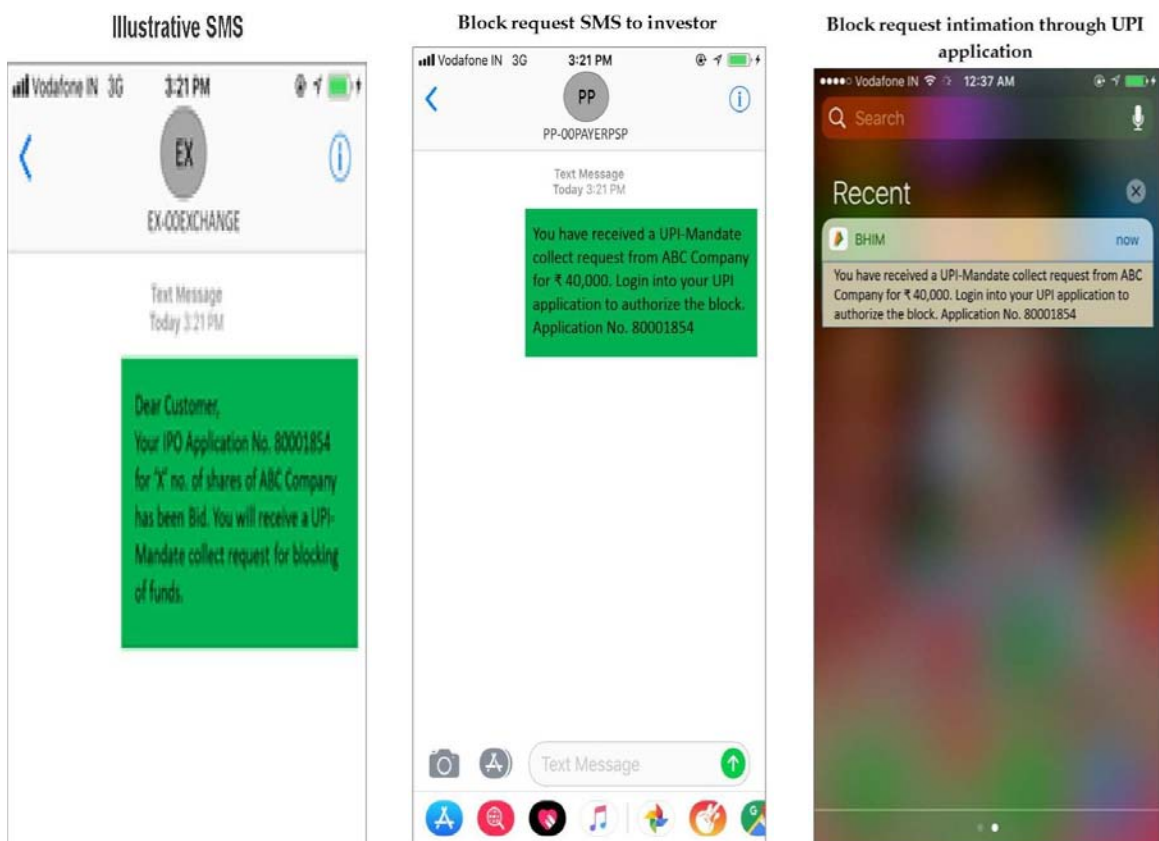 Illustrative SMS
Vodafone IN 3G 3:21 PM
EX
EX-00EXCHANGE
Text Message
Today 3:21 PM
Dear Customer,
Your IPO Application No. 80001854
for "X" no. of shares of ABC Company
has been Bid. You will receive a UPI-
Mandate collect request for blocking
of funds.
Block request SMS to investor
Vodafone IN 3G 3:21 PM
PP
PP-00PAYERPSP
Text Message
Today 3:21 PM
You have received a UPI-Mandate
collect request from ABC Company
for ₹ 40,000. Login into your UPI
application to authorize the block.
Application No. 80001854
Text Message
Block request intimation through UPI
application
Vodafone IN 12:37 AM
Search
Recent
BHIM now
You have received a UPI-Mandate collect request from ABC
Company for ₹ 40,000. Login into your UPI application to
authorize the block. Application No. 80001854